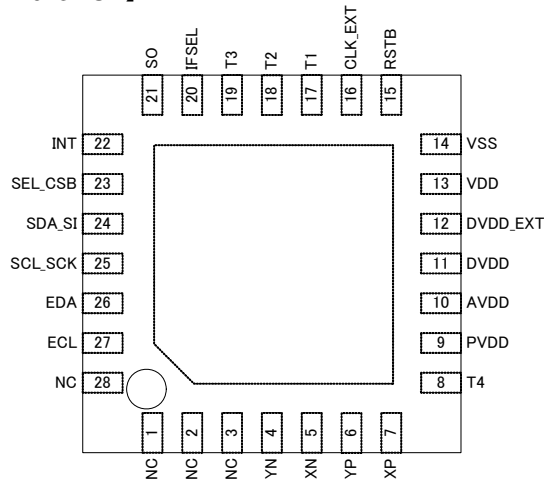 SO
IFSEL
T3
T2
T1
CLK_EXT
RSTB
21
20
19
18
17
16
15
INT 22
14 VSS
SEL_CSB 23
13 VDD
SDA_SI 24
12 DVDD_EXT
SCL_SCK 25
11 DVDD
EDA 26
10 AVDD
ECL 27
9 PVDD
NC 28
8 T4
1
2
3
4
5
6
7
NC
NC
NC
YN
XN
YP
XP